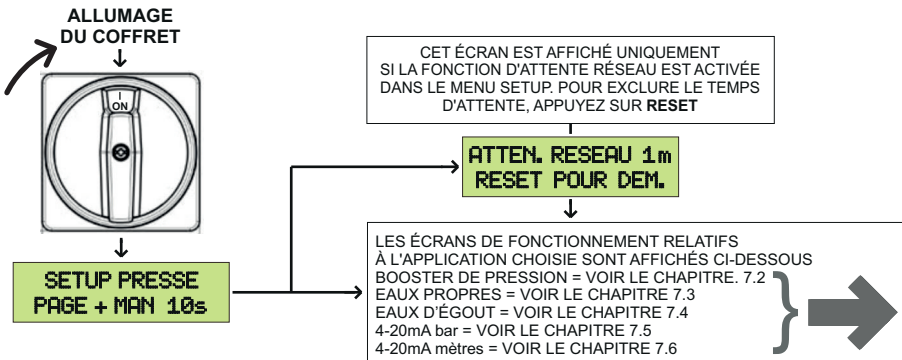 ALLUMAGE
DU COFFRET
I
ON
SETUP PRESSE
PAGE + MAN 10s
CET ÉCRAN EST AFFICHÉ UNIQUEMENT
SI LA FONCTION D'ATTENTE RÉSEAU EST ACTIVÉE
DANS LE MENU SETUP. POUR EXCLURE LE TEMPS
D'ATTENTE, APPUYEZ SUR RESET
ATTEN. RESEAU 1m
RESET POUR DEM.
LES ÉCRANS DE FONCTIONNEMENT RELATIFS
À L'APPLICATION CHOISIE SONT AFFICHÉS CI-DESSOUS
BOOSTER DE PRESSION = VOIR LE CHAPITRE. 7.2
EAUX PROPRES = VOIR LE CHAPITRE 7.3
EAUX D'ÉGOUT = VOIR LE CHAPITRE 7.4
4-20mA bar = VOIR LE CHAPITRE 7.5
4-20mA mètres = VOIR LE CHAPITRE 7.6